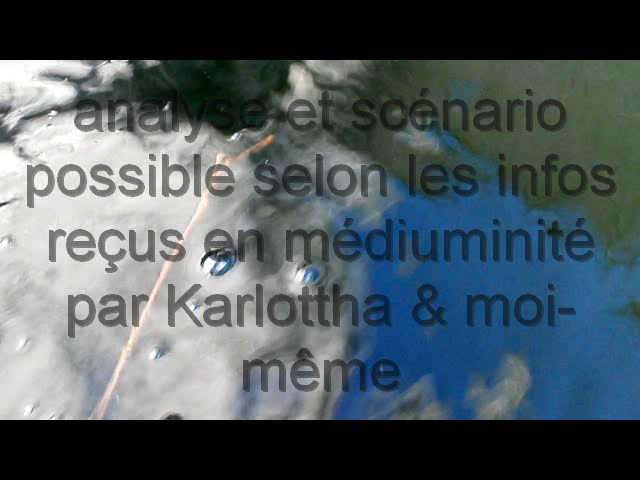 analyse et scénario
possible selon les infos
reçus en médiuminité
par Karlottha & moi-
même